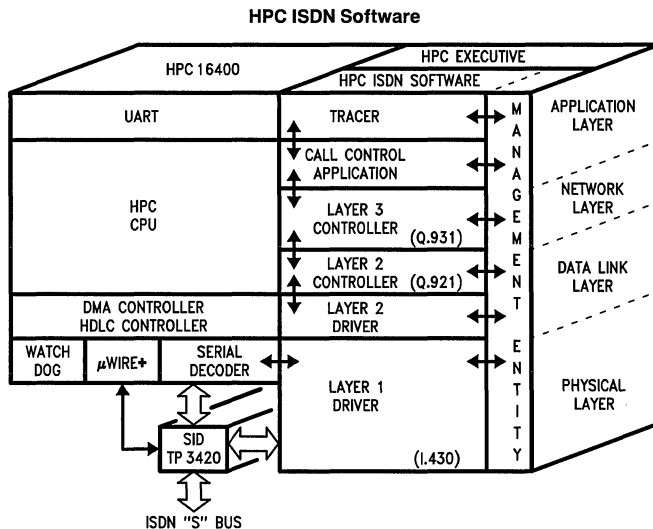 HPC ISDN Software
HPC EXECUTIVE
HPC 16400
HPC ISDN SOFTWARE
UART
TRACER
MANAGEMENT ENTITY
APPLICATION
LAYER
CALL CONTROL
APPLICATION
HPC
CPU
LAYER 3
CONTROLLER
(Q.931)
NETWORK
LAYER
LAYER 2
CONTROLLER
(Q.921)
DATA LINK
LAYER
DMA CONTROLLER
HDLC CONTROLLER
LAYER 2
DRIVER
WATCH
DOG
μWIRE+
SERIAL
DECODER
LAYER 1
DRIVER
(I.430)
PHYSICAL
LAYER
SID
TP 3420
ISDN "S" BUS